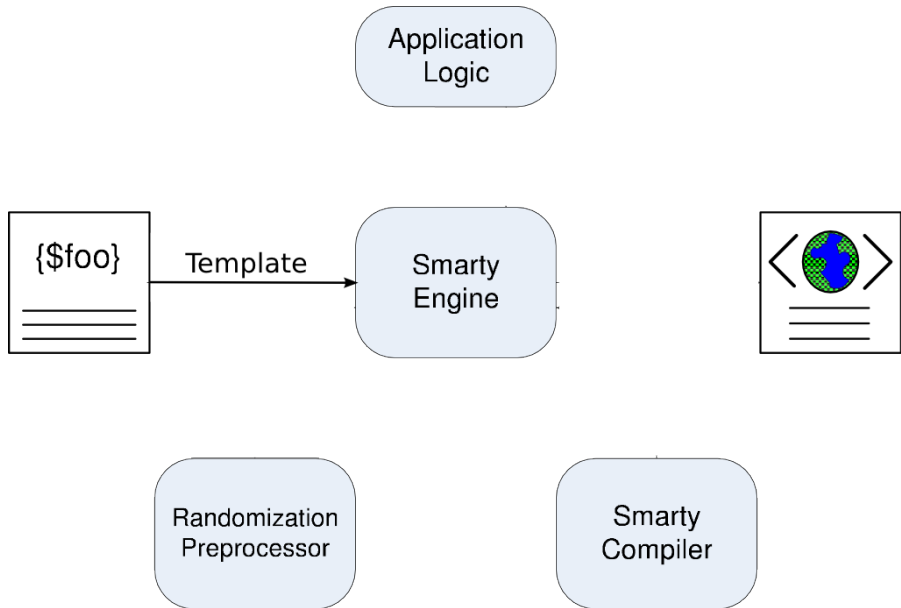 Application
Logic
{$foo}
Template
Smarty
Engine
Randomization
Preprocessor
Smarty
Compiler